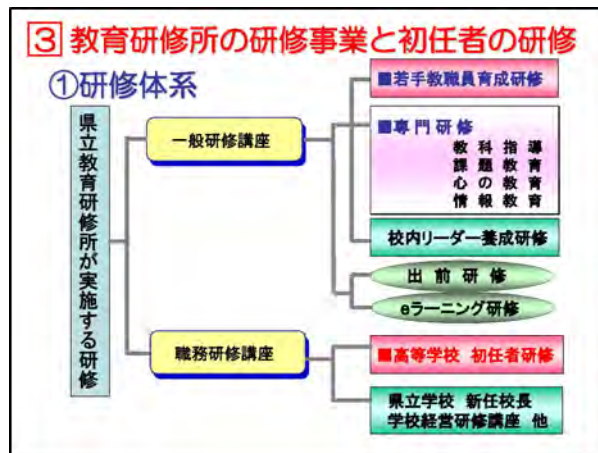 ③ 教育研修所の研修事業と初任者の研修
①研修体系
県立教育研修所が実施する研修
一般研修講座
■若手教職員育成研修
■専門研修
教科指導
課題教育
心の教育
情報教育
校内リーダー養成研修
出前研修
eラーニング研修
職務研修講座
■高等学校 初任者研修
県立学校 新任校長
学校経営研修講座 他